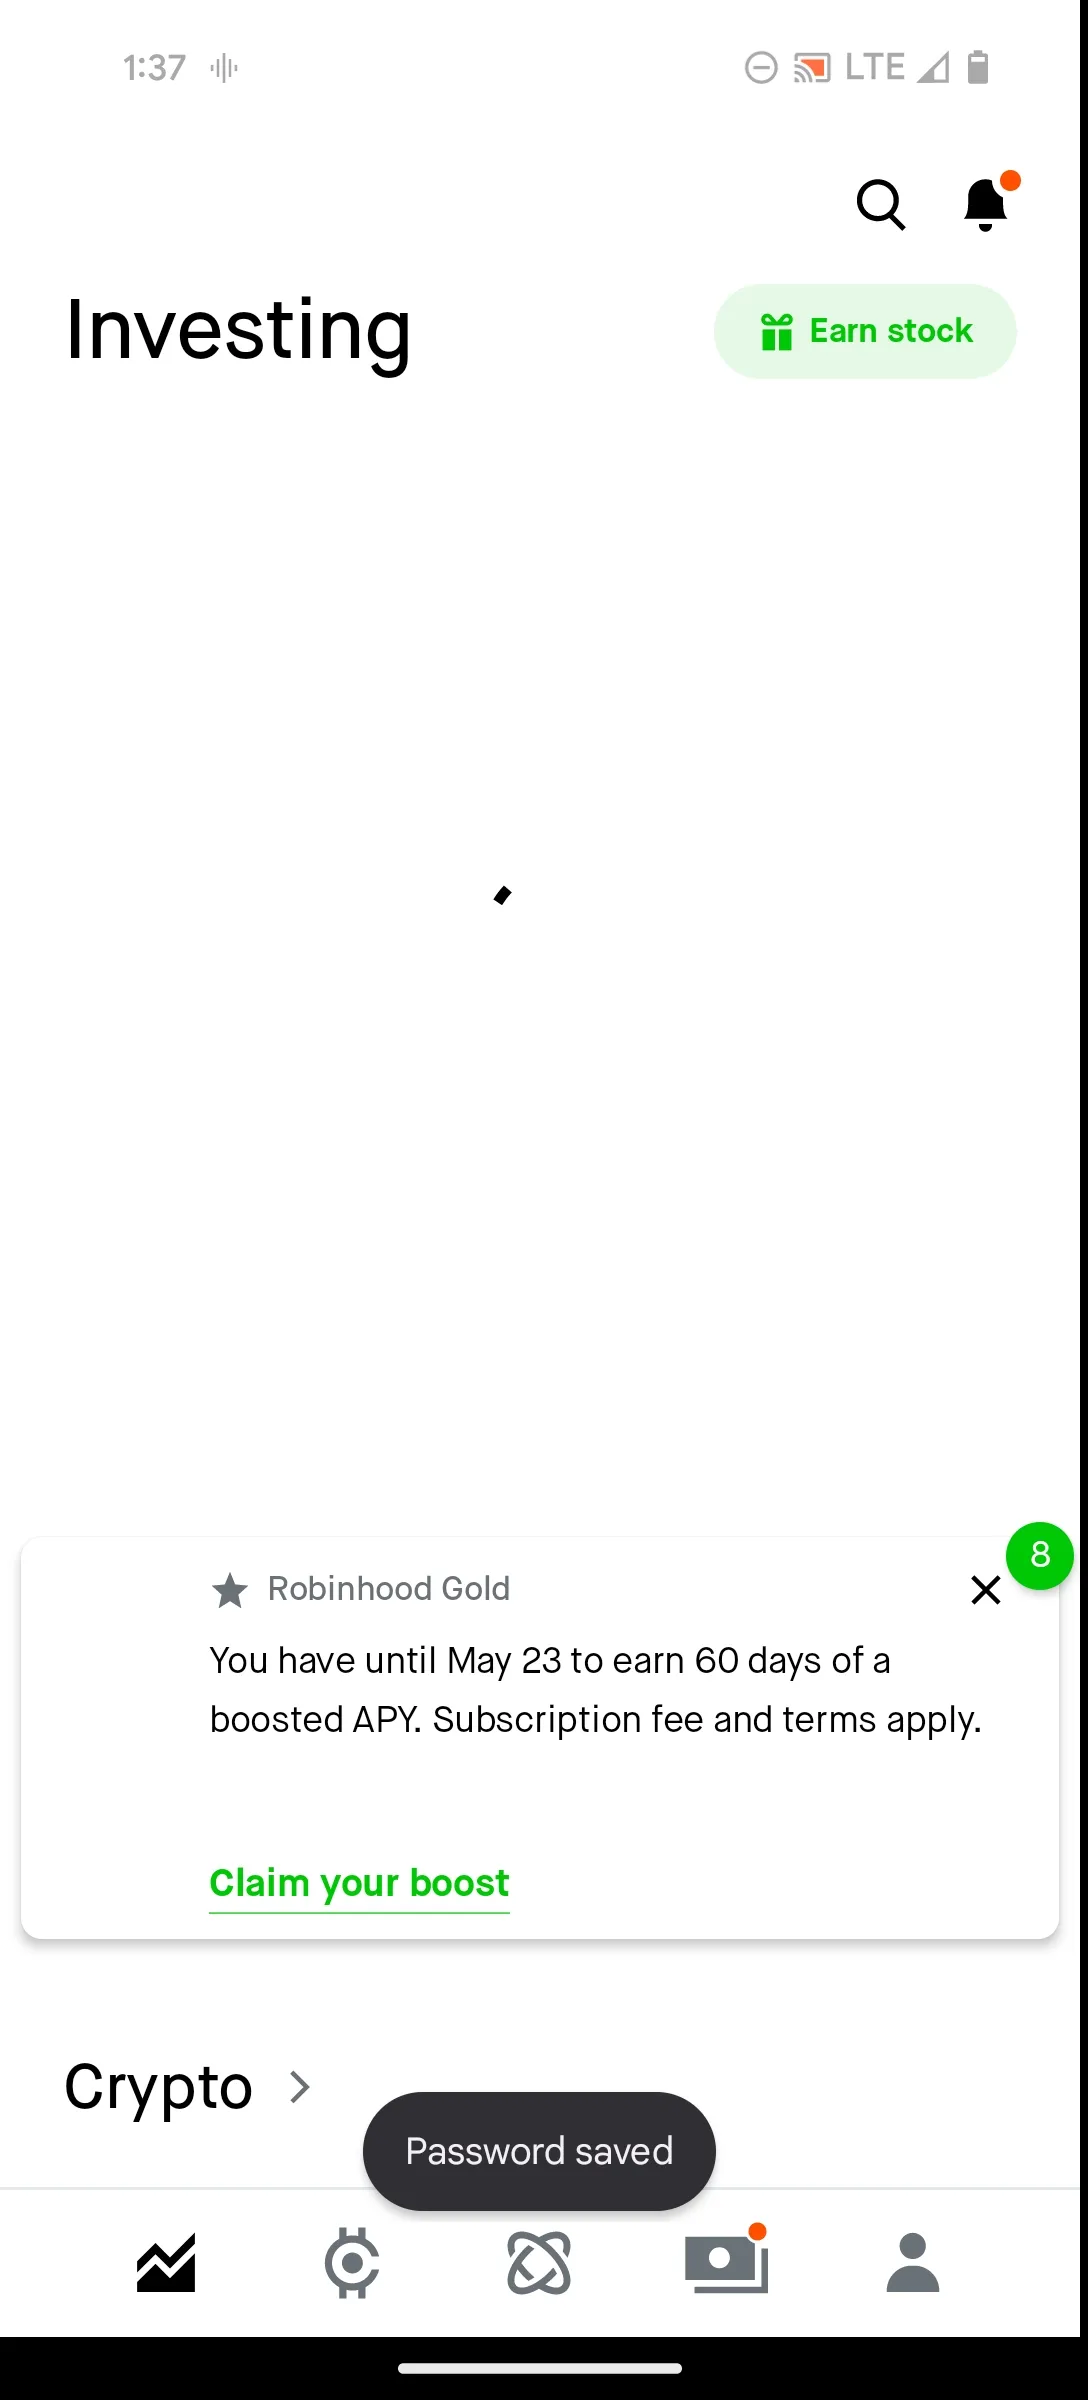 1:37
LTE
Investing
Earn stock
8
Robinhood Gold
You have until May 23 to earn 60 days of a
boosted APY. Subscription fee and terms apply.
Claim your boost
Crypto
Password saved